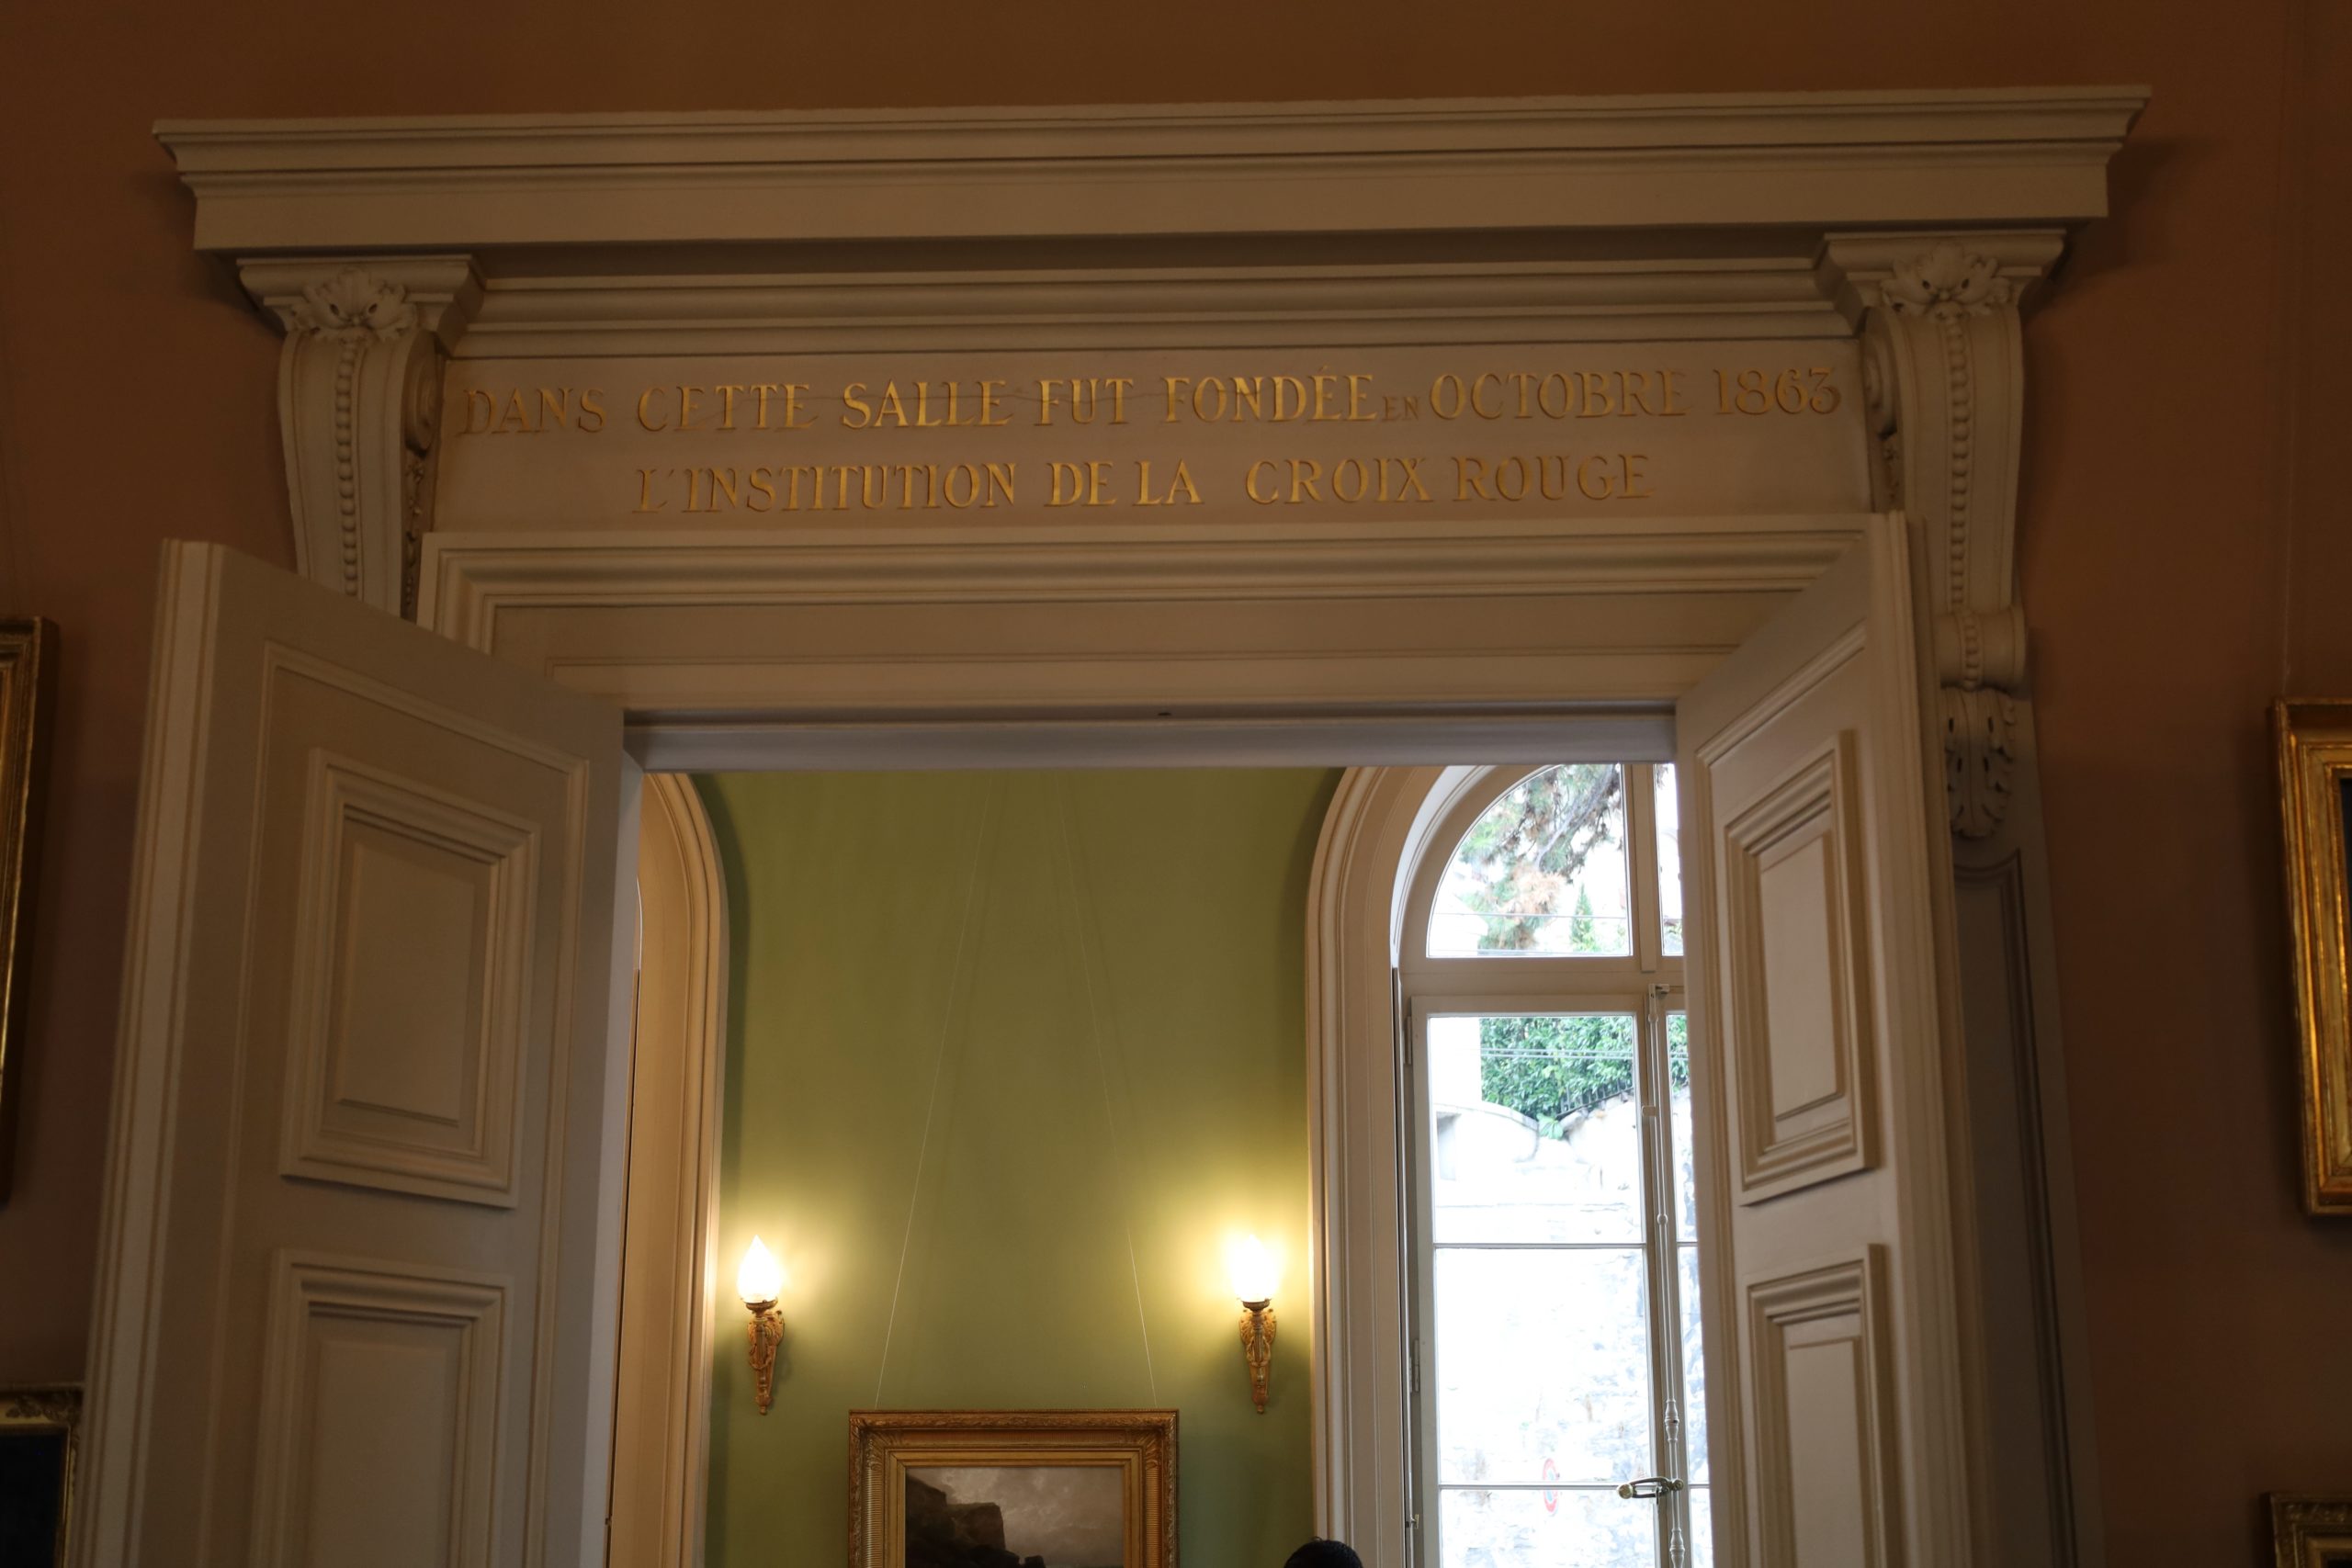 DANS CETTE SALLE FUT FONDÉE EN OCTOBRE 1863
L'INSTITUTION DE LA CROIX ROUGE